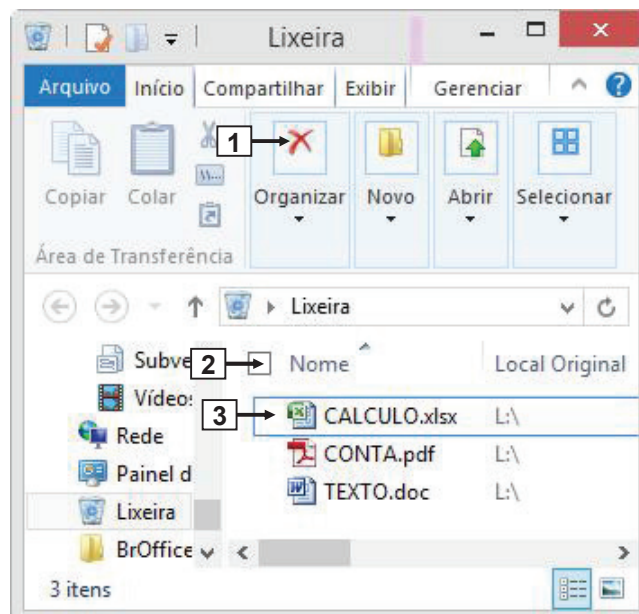 Lixeira
Arquivo Início Compartilhar Exibir Gerenciar
1
Copiar Colar Organizar Novo Abrir Selecionar
Área de Transferência
Lixeira
Subve 2 Nome Local Original
Vídeo
3 CALCULO.xlsx L:\
Rede CONTA.pdf L:\
Painel d TEXTO.doc L:\
Lixeira
BrOffice
3 itens